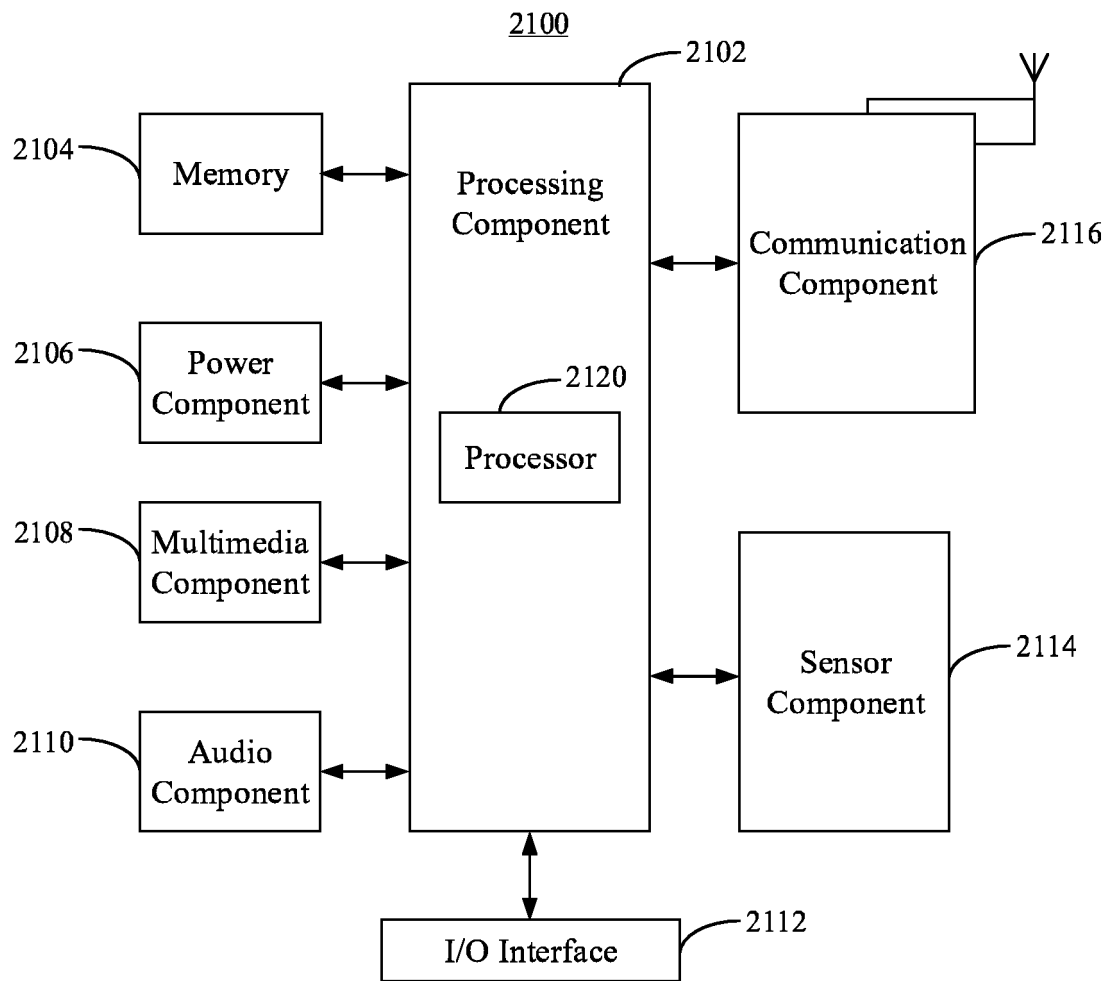 2100
2102
2104
Memory
Processing
Component
Communication
Component
2116
2106
Power
Component
2120
Processor
2108
Multimedia
Component
Sensor
Component
2114
2110
Audio
Component
I/O Interface
2112